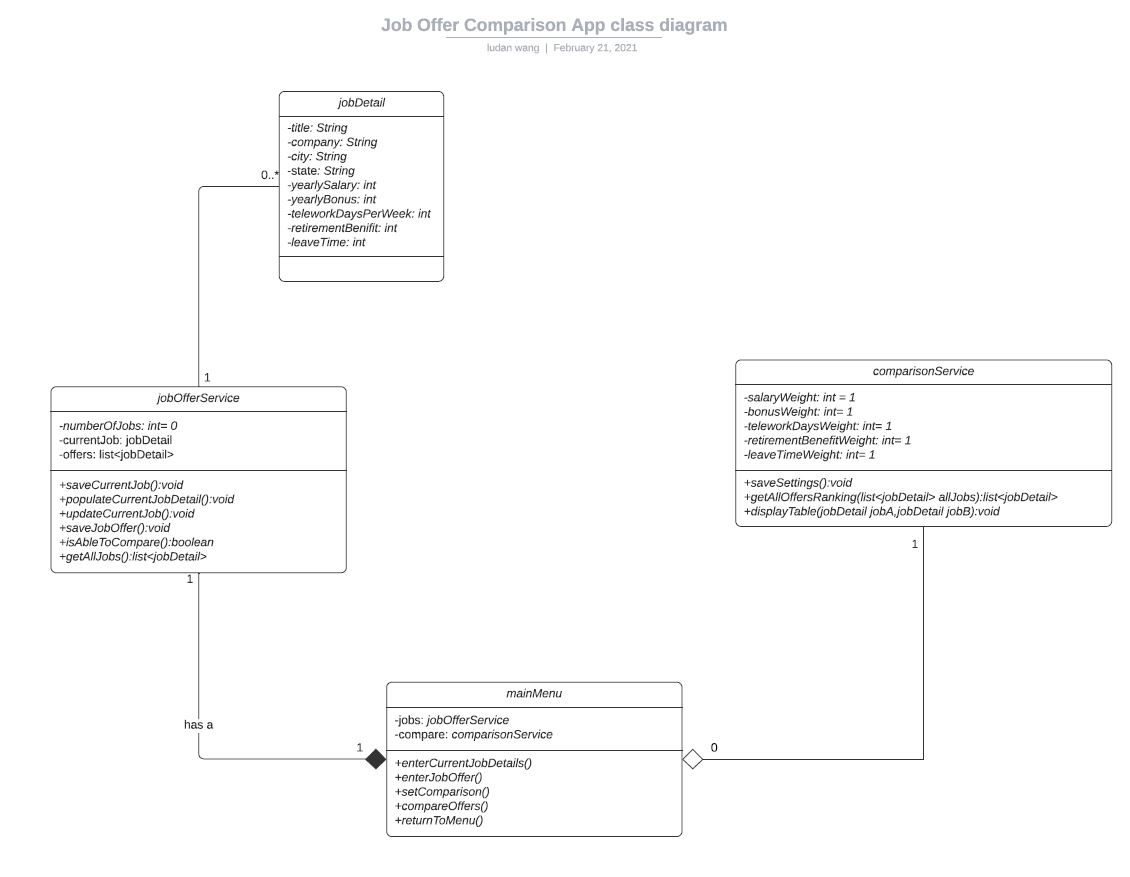 Job Offer Comparison App class diagram
ludan wang | February 21, 2021
jobDetail
-title: String
-company: String
-city: String
-state: String
-yearlySalary: int
-yearlyBonus: int
-teleworkDaysPerWeek: int
-retirementBenifit: int
-leaveTime: int
0..*
1
jobOfferService
-numberOfJobs: int= 0
-currentJob: jobDetail
-offers: list<jobDetail>
+saveCurrentJob():void
+populateCurrentJobDetail():void
+updateCurrentJob():void
+saveJobOffer():void
+isAbleToCompare():boolean
+getAllJobs():list<jobDetail>
1
comparisonService
-salaryWeight: int = 1
-bonusWeight: int= 1
-teleworkDaysWeight: int= 1
-retirementBenefitWeight: int= 1
-leaveTimeWeight: int= 1
+saveSettings():void
+getAllOffersRanking(list<jobDetail> allJobs):list<jobDetail>
+displayTable(jobDetail jobA,jobDetail jobB):void
1
has a
1
mainMenu
-jobs: jobOfferService
-compare: comparisonService
+enterCurrentJobDetails()
+enterJobOffer()
+setComparison()
+compareOffers()
+returnToMenu()
0